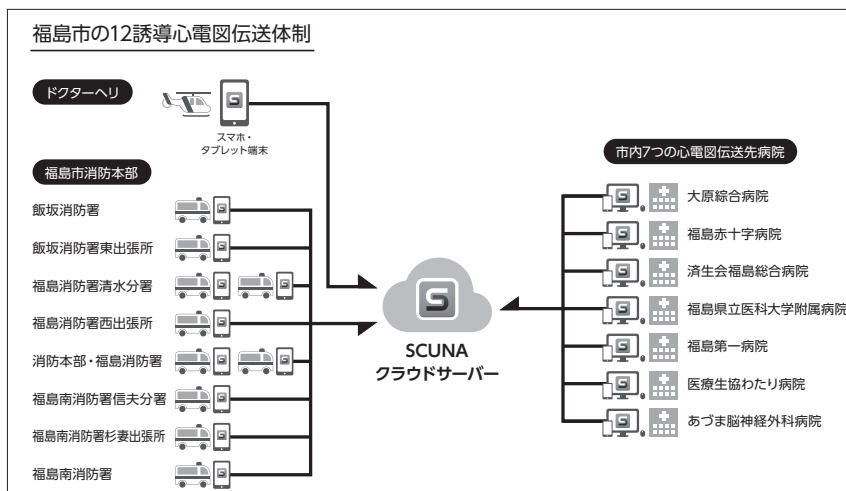 福島市の12誘導心電図伝送体制
ドクターヘリ
S
スマホ・
タブレット端末
福島市消防本部
飯坂消防署
S
飯坂消防署東出張所
S
福島消防署清水分署
S
S
福島消防署西出張所
S
消防本部・福島消防署
S
S
福島南消防署信夫分署
S
福島南消防署杉妻出張所
S
福島南消防署
S
S
SCUNA
クラウドサーバー
市内7つの心電図伝送先病院
S
大原綜合病院
S
福島赤十字病院
S
済生会福島総合病院
S
福島県立医科大学附属病院
S
福島第一病院
S
医療生協わたり病院
S
あづま脳神経外科病院